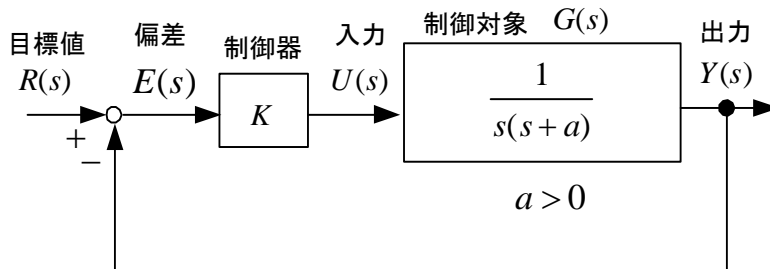 目標値
R(s)
偏差
E(s)
制御器
K
入力
U(s)
制御対象 G(s)
1
s(s+a)
a>0
出力
Y(s)
+
−